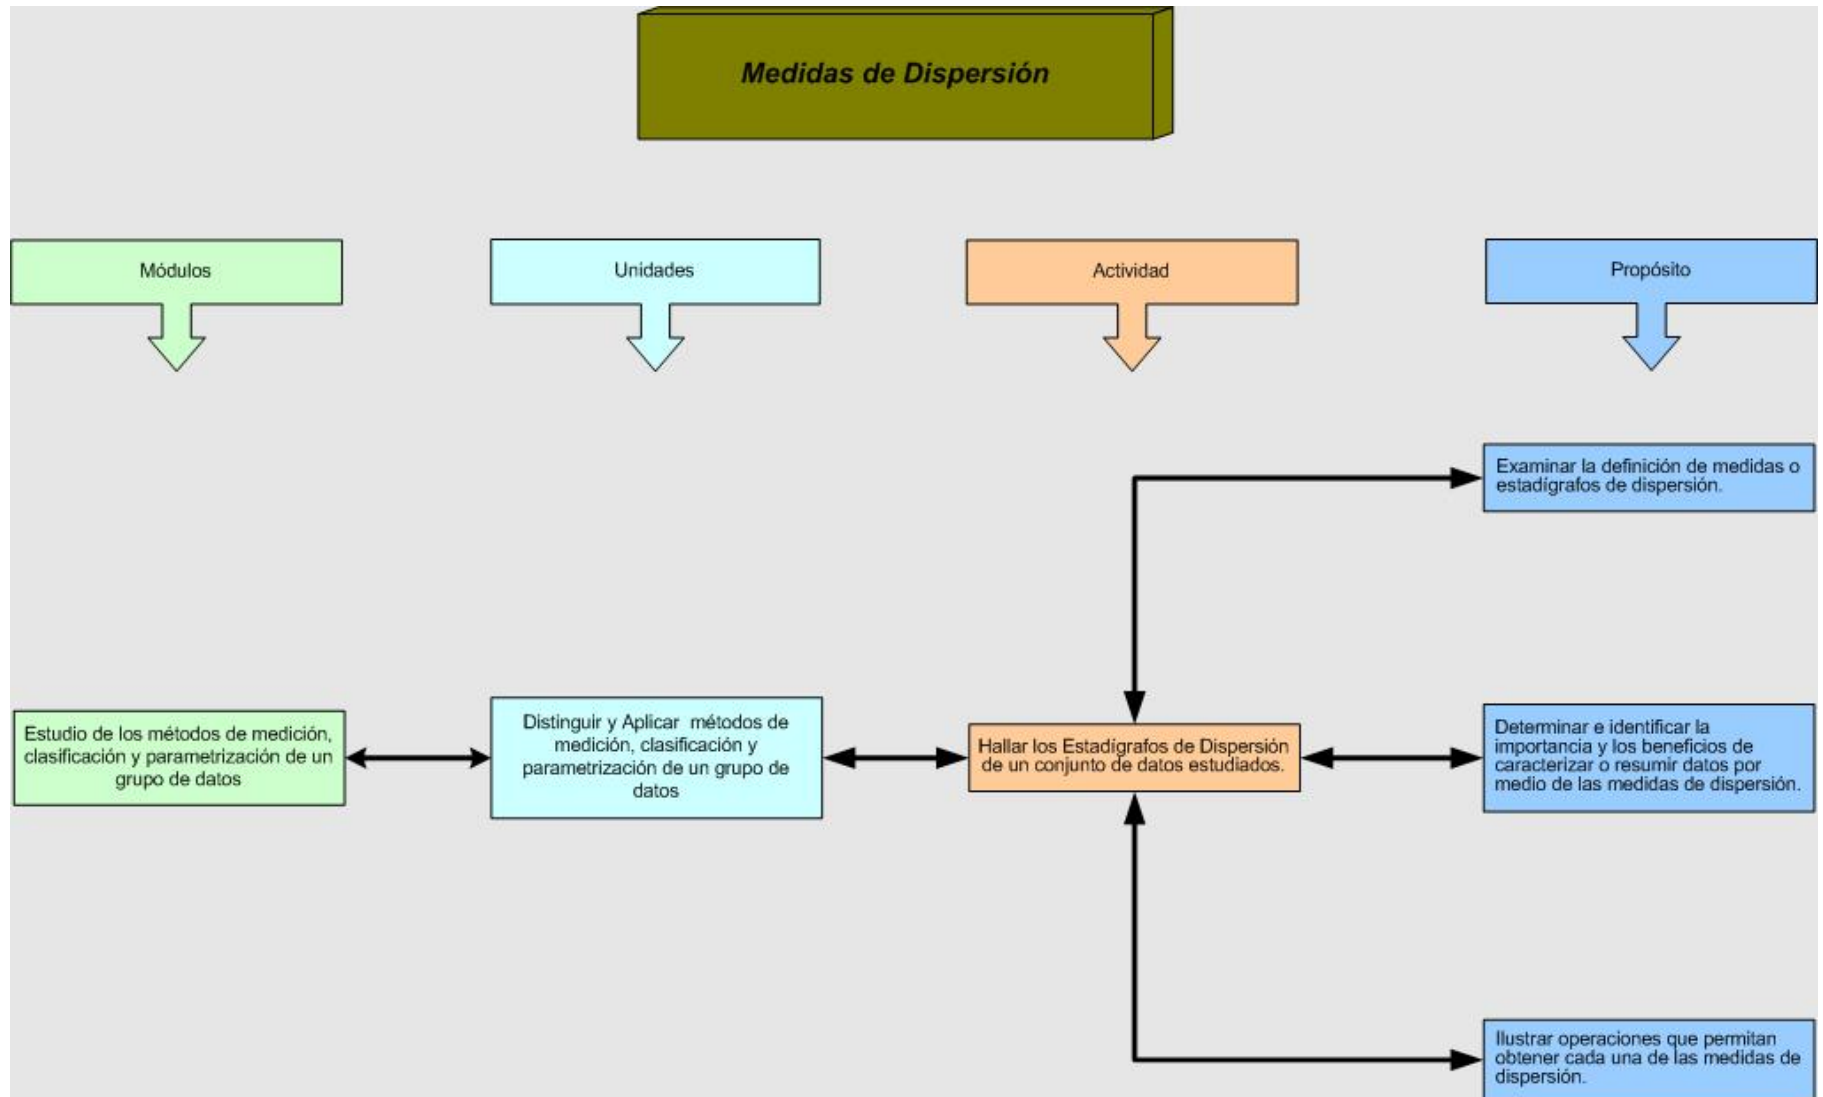 Medidas de Dispersión
Módulos
Unidades
Actividad
Propósito
Examinar la definición de medidas o
estadígrafos de dispersión.
Estudio de los métodos de medición,
clasificación y parametrización de un
grupo de datos
Distinguir y Aplicar métodos de
medición, clasificación y
parametrización de un grupo de
datos
Hallar los Estadígrafos de Dispersión
de un conjunto de datos estudiados.
Determinar e identificar la
importancia y los beneficios de
caracterizar o resumir datos por
medio de las medidas de dispersión.
Ilustrar operaciones que permitan
obtener cada una de las medidas de
dispersión.